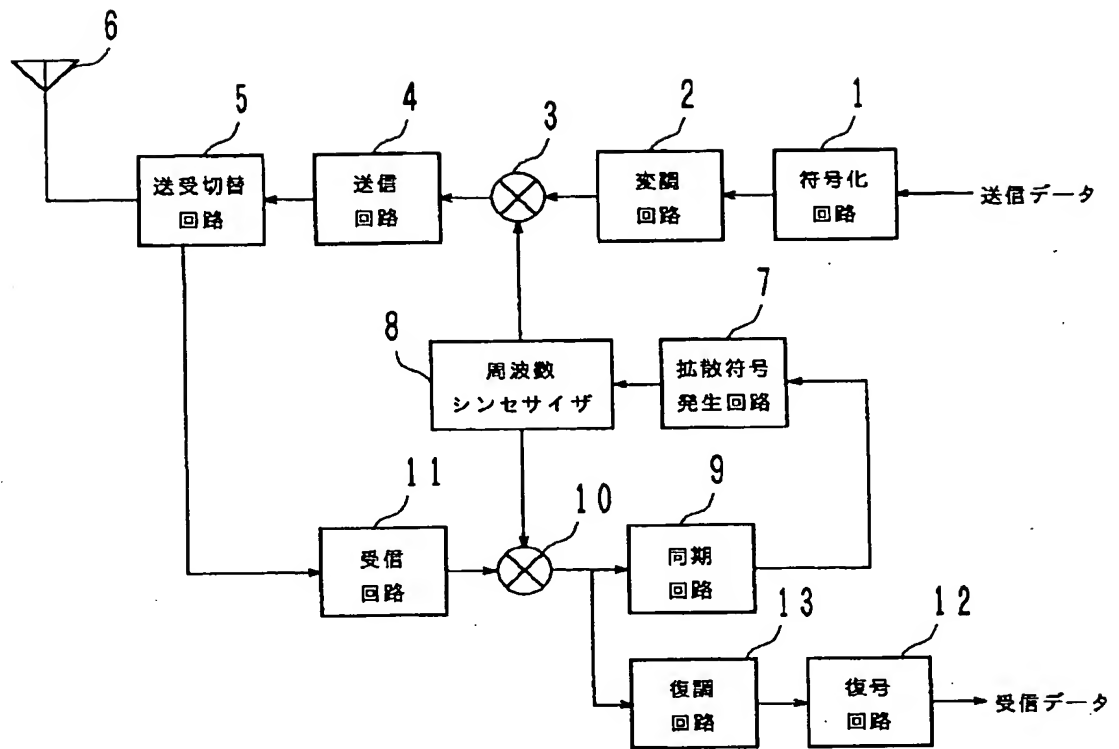 6
5
4
3
2
1
送受切替
回路
送信
回路
変調
回路
符号化
回路
送信データ
8
7
周波数
シンセサイザ
拡散符号
発生回路
11
10
9
受信
回路
同期
回路
13
12
復調
回路
復号
回路
受信データ